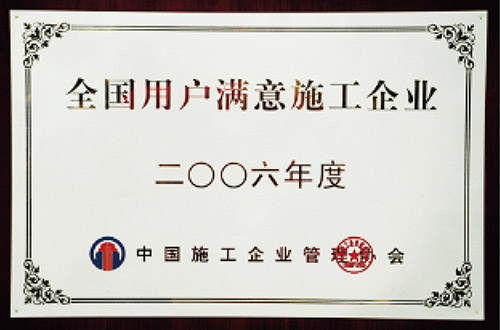 全国用户满意施工企业
二〇〇六年度
中国施工企业管理协会